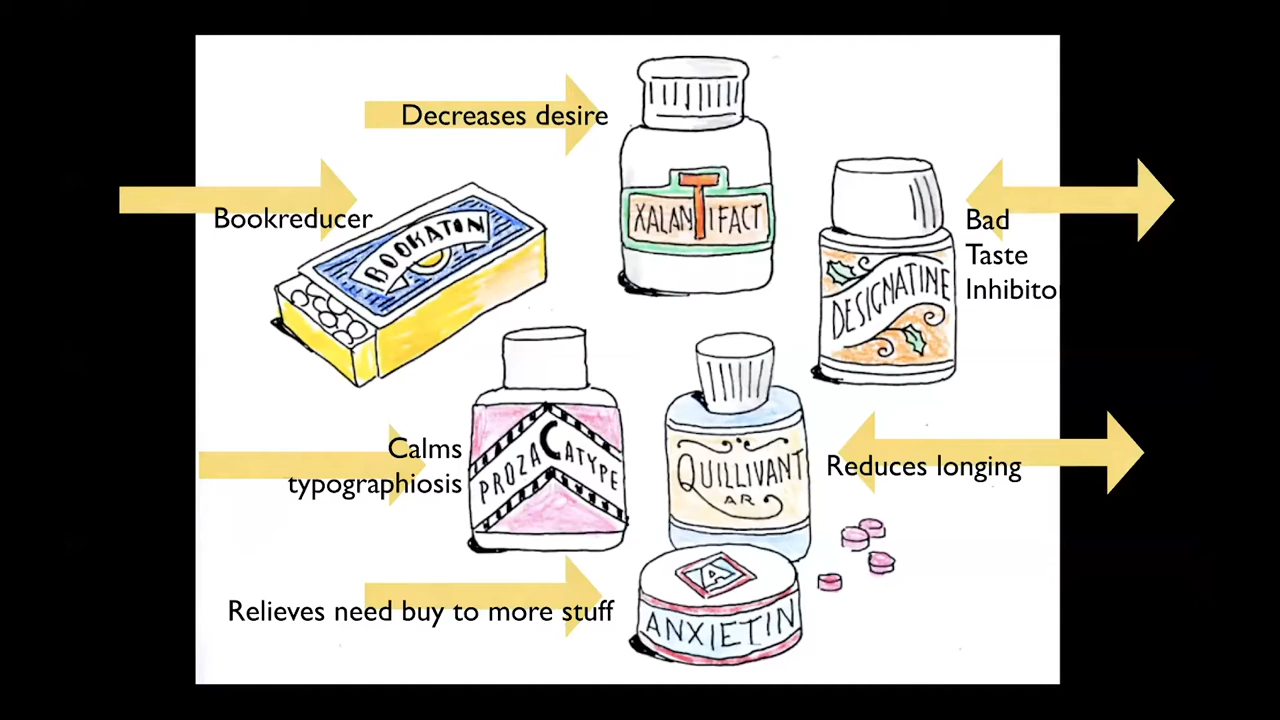 Decreases desire
XALANTIFACT
Bookreducer
BOOKATON
Bad
Taste
Inhibito
DESIGNATINE
Calms
typographiosis
PROZACATYPE
QUILLIVANT
AR
Reduces longing
Relieves need buy to more stuff
A
ANXIETIN